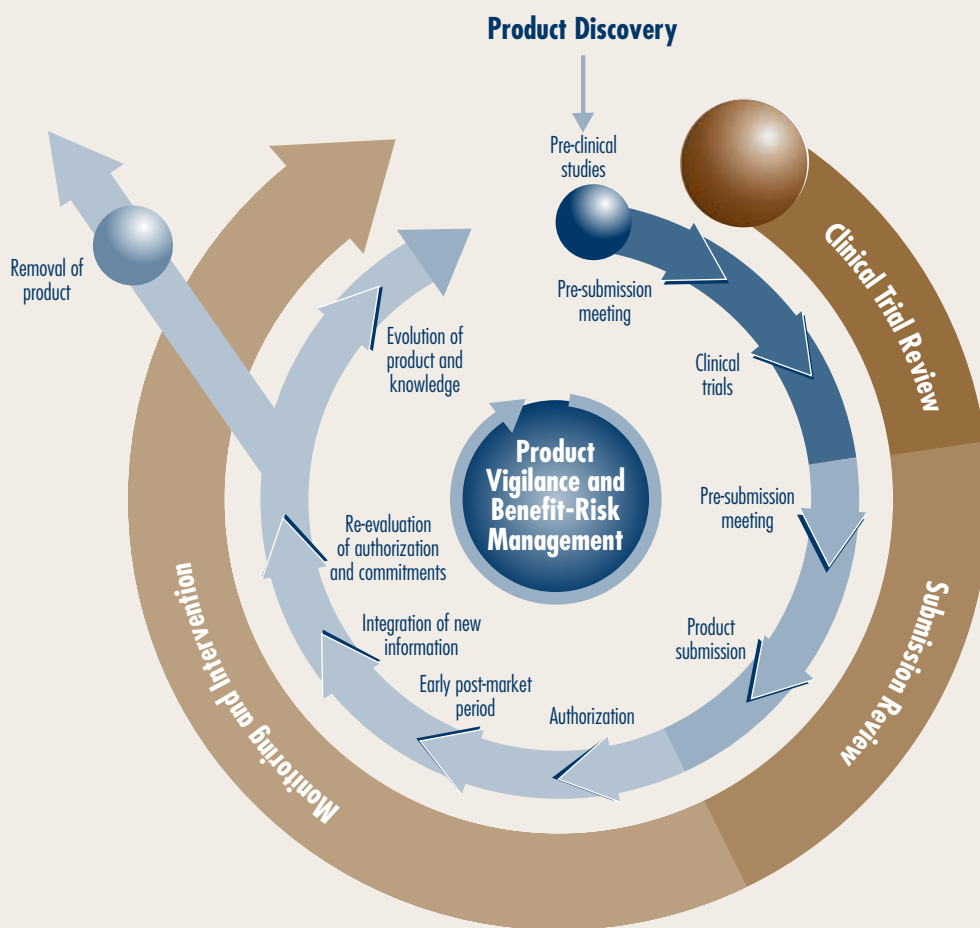 Product Discovery
Pre-clinical
studies
Pre-submission
meeting
Clinical
trials
Pre-submission
meeting
Product
submission
Authorization
Early post-market
period
Integration of new
information
Re-evaluation
of authorization
and commitments
Evolution of
product and
knowledge
Removal of
product
Product
Vigilance and
Benefit-Risk
Management
Clinical Trial Review
Submission Review
Monitoring and Intervention